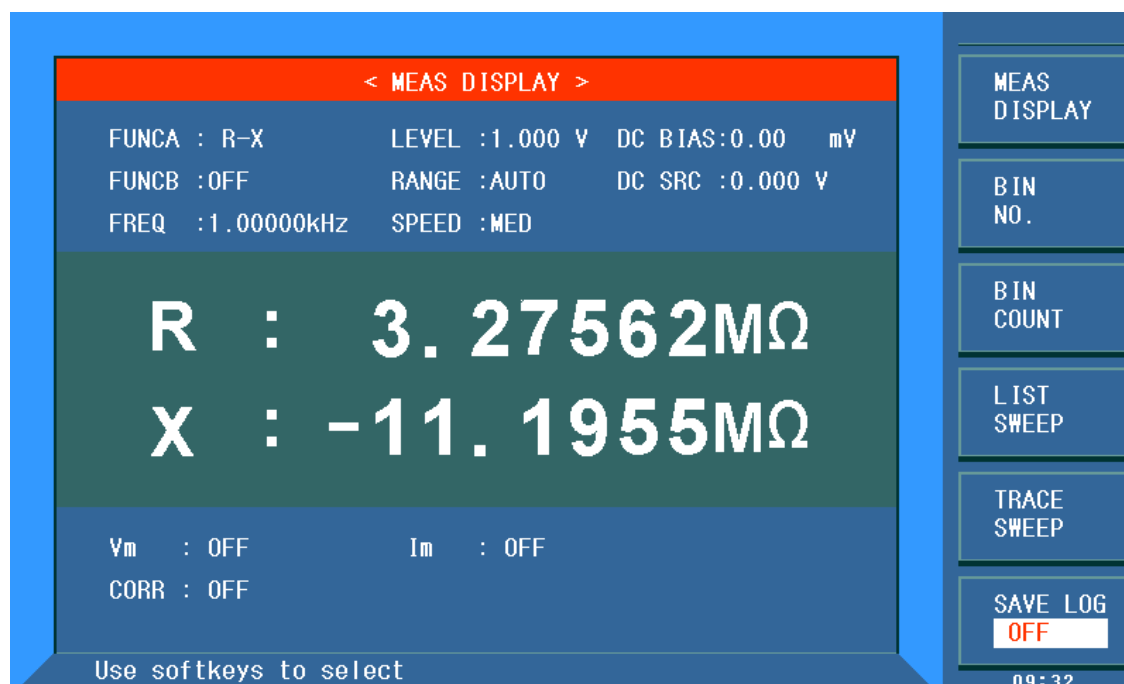 < MEAS DISPLAY >
FUNCA : R-X LEVEL :1.000 V DC BIAS:0.00 mV
FUNCB :OFF RANGE :AUTO DC SRC :0.000 V
FREQ :1.00000kHz SPEED :MED
R : 3.27562MΩ
X : -11.1955MΩ
Vm : OFF Im : OFF
CORR : OFF
Use softkeys to select
MEAS
DISPLAY
BIN
NO.
BIN
COUNT
LIST
SWEEP
TRACE
SWEEP
SAVE LOG
OFF
09:32